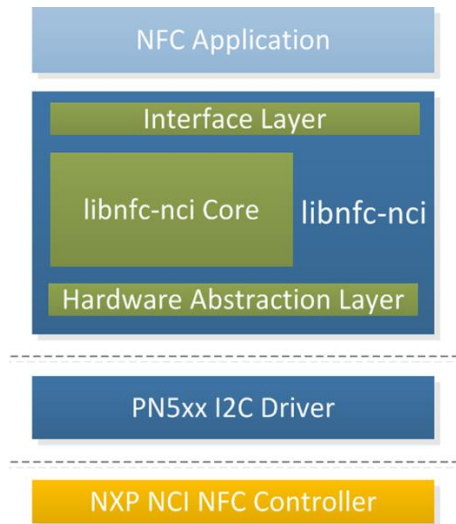 NFC Application
Interface Layer
libnfc-nci Core
libnfc-nci
Hardware Abstraction Layer
PN5xx I2C Driver
NXP NCI NFC Controller